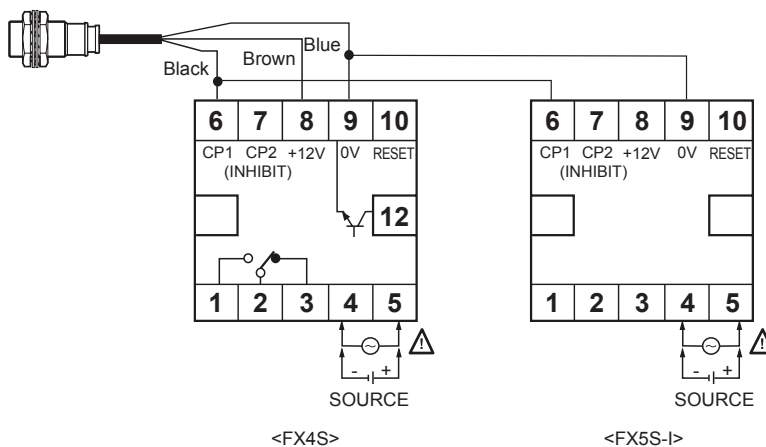 Black
Brown
Blue
6 7 8 9 10
CP1 CP2 +12V 0V RESET
(INHIBIT)
12
1 2 3 4 5
- +
SOURCE
<FX4S>
6 7 8 9 10
CP1 CP2 +12V 0V RESET
(INHIBIT)
1 2 3 4 5
- +
SOURCE
<FX5S-I>